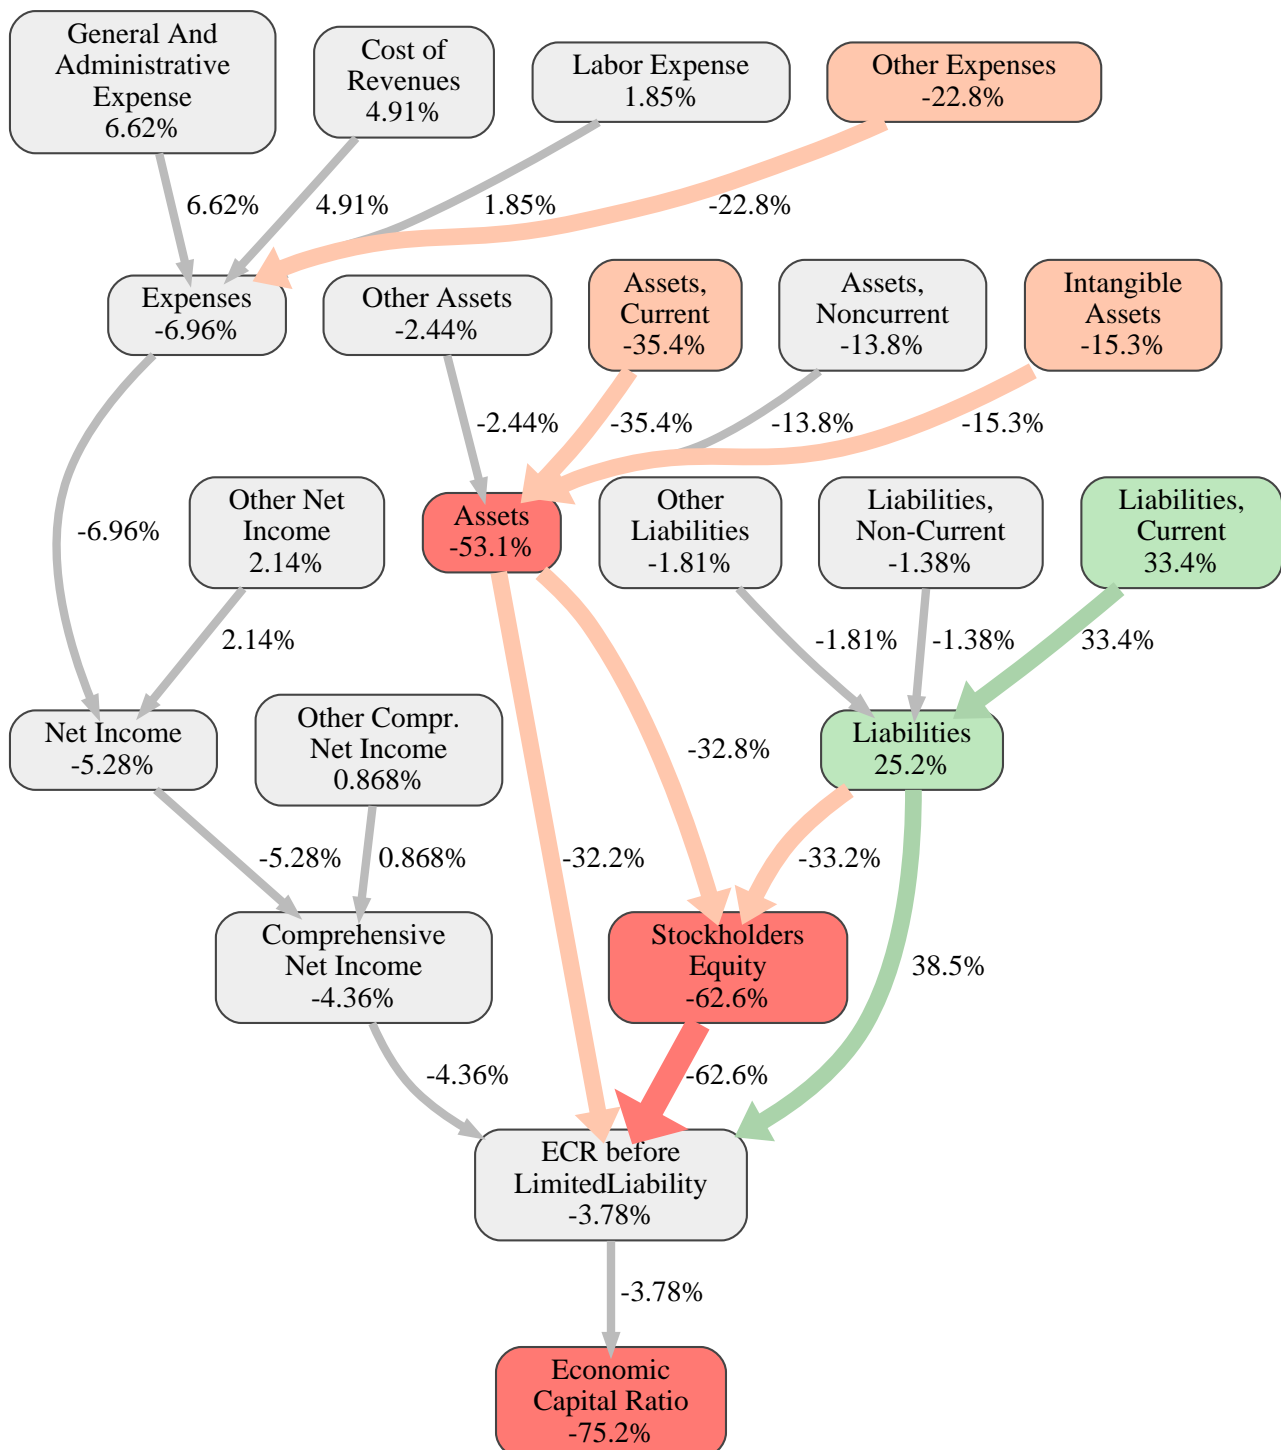 General And
Administrative
Expense
6.62%
Cost of
Revenues
4.91%
Labor Expense
1.85%
Other Expenses
-22.8%
6.62%
4.91%
1.85%
-22.8%
Expenses
-6.96%
Other Assets
-2.44%
Assets,
Current
-35.4%
Assets,
Noncurrent
-13.8%
Intangible
Assets
-15.3%
-2.44%
-35.4%
-13.8%
-15.3%
-6.96%
Other Net
Income
2.14%
Assets
-53.1%
Other
Liabilities
-1.81%
Liabilities,
Non-Current
-1.38%
Liabilities,
Current
33.4%
2.14%
-1.81%
-1.38%
33.4%
Net Income
-5.28%
Other Compr.
Net Income
0.868%
-32.8%
Liabilities
25.2%
-5.28%
0.868%
-32.2%
-33.2%
Comprehensive
Net Income
-4.36%
Stockholders
Equity
-62.6%
38.5%
-4.36%
-62.6%
ECR before
LimitedLiability
-3.78%
-3.78%
Economic
Capital Ratio
-75.2%